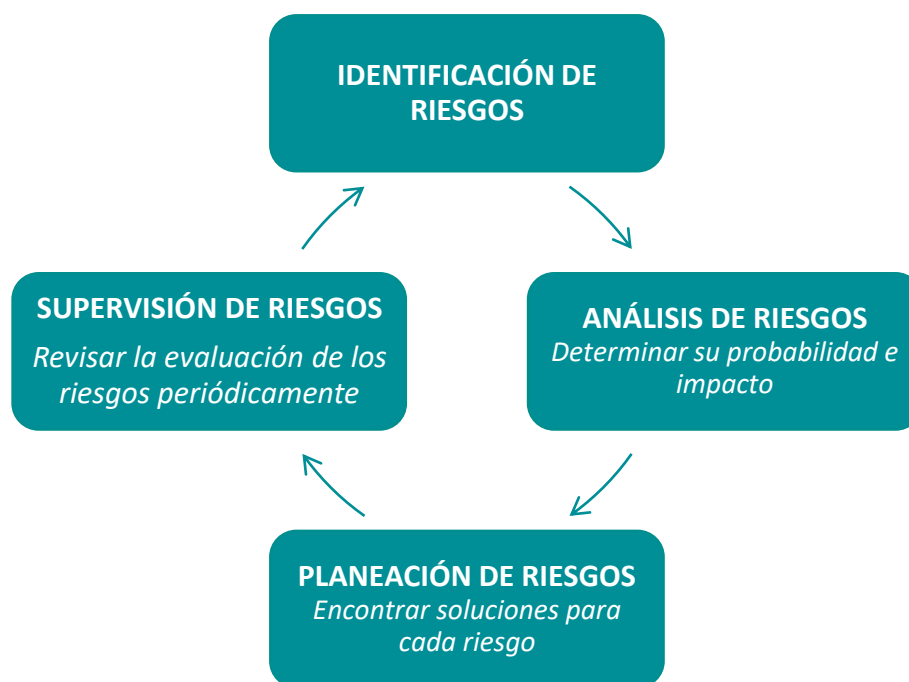 IDENTIFICACIÓN DE
RIESGOS
SUPERVISIÓN DE RIESGOS
Revisar la evaluación de los
riesgos periódicamente
ANÁLISIS DE RIESGOS
Determinar su probabilidad e
impacto
PLANEACIÓN DE RIESGOS
Encontrar soluciones para
cada riesgo